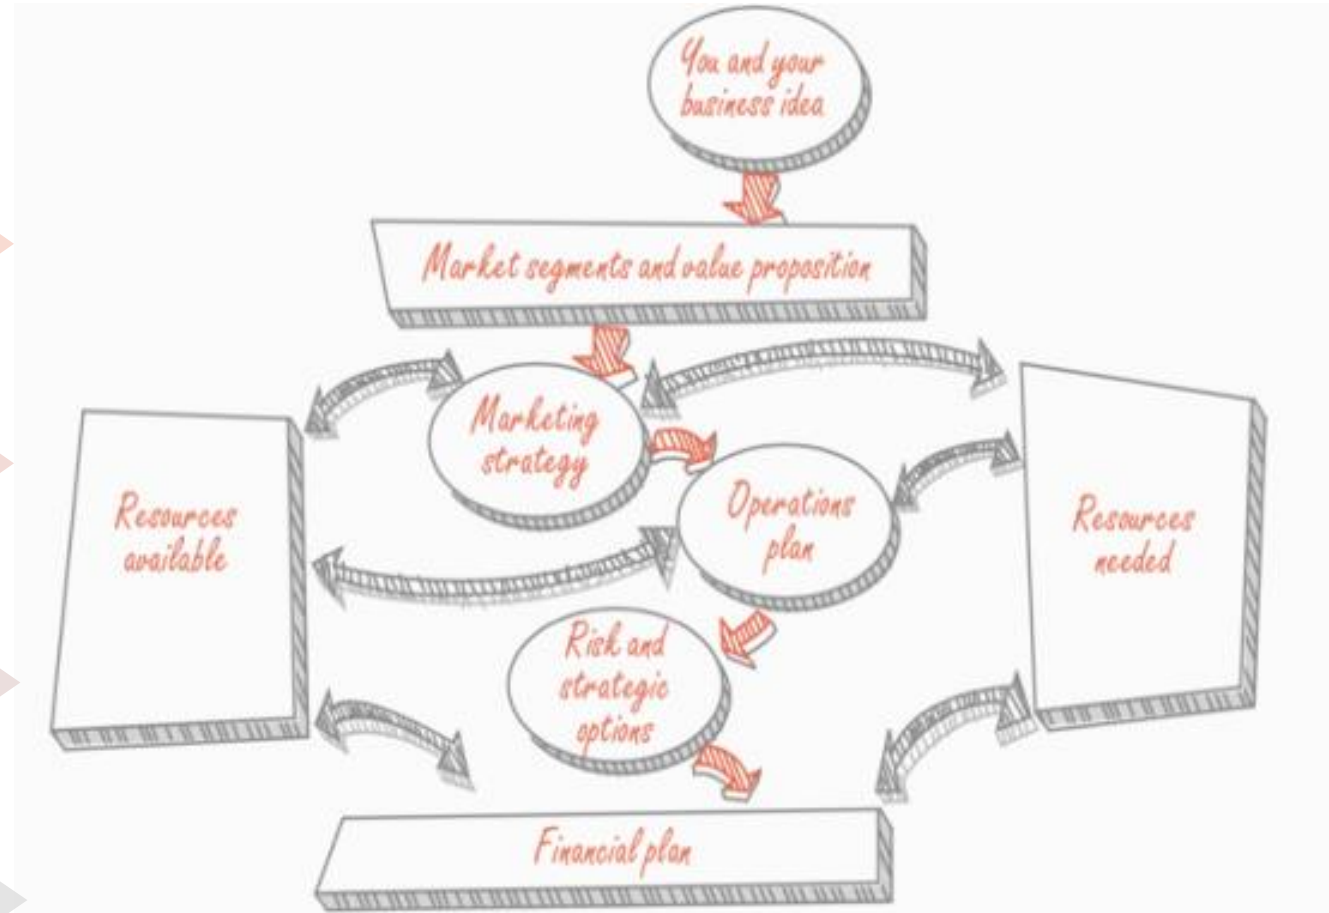 You and your
business idea
Market segments and value proposition
Marketing
strategy
Resources
available
Operations
plan
Resources
needed
Risk and
strategic
options
Financial plan